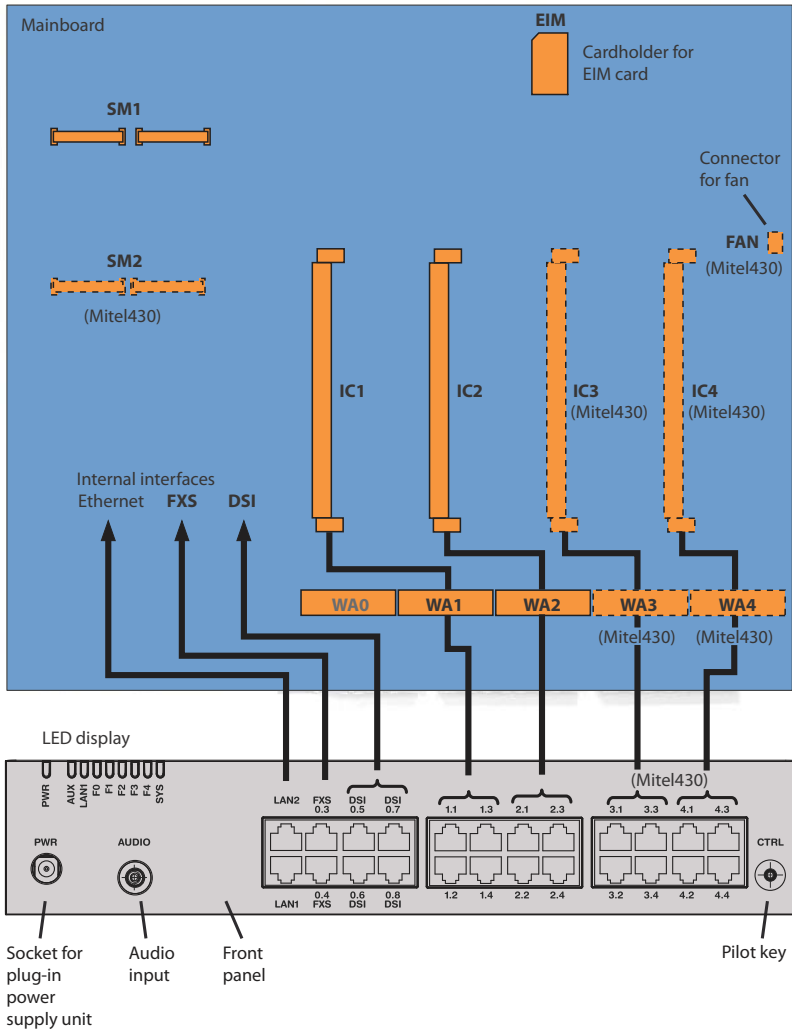 Mainboard
EIM
Cardholder for
EIM card
SM1
Connector
for fan
FAN
(Mitel430)
SM2
(Mitel430)
IC1
IC2
IC3
(Mitel430)
IC4
(Mitel430)
Internal interfaces
Ethernet FXS DSI
WA0 WA1 WA2 WA3 WA4
(Mitel430) (Mitel430)
LED display
(Mitel430)
PWR
AUX
LAN1
F0
F1
F2
F3
F4
SYS
LAN2 FXS DSI DSI
0.3 0.5 0.7
1.1 1.3 2.1 2.3 3.1 3.3 4.1 4.3
PWR AUDIO CTRL
0.4 0.6 0.8
LAN1 FXS DSI DSI
1.2 1.4 2.2 2.4 3.2 3.4 4.2 4.4
Socket for
plug-in
power
supply unit
Audio
input
Front
panel
Pilot key